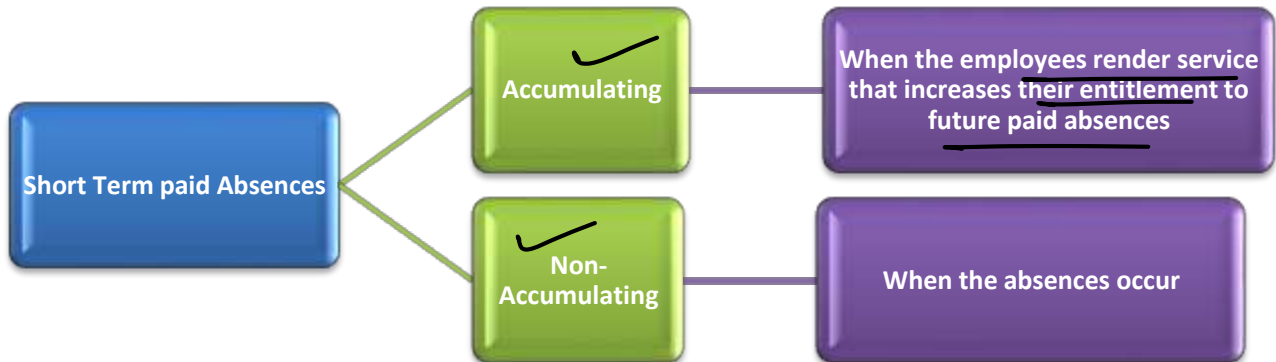 Short Term paid Absences
Accumulating
When the employees render service
that increases their entitlement to
future paid absences
Non-
Accumulating
When the absences occur